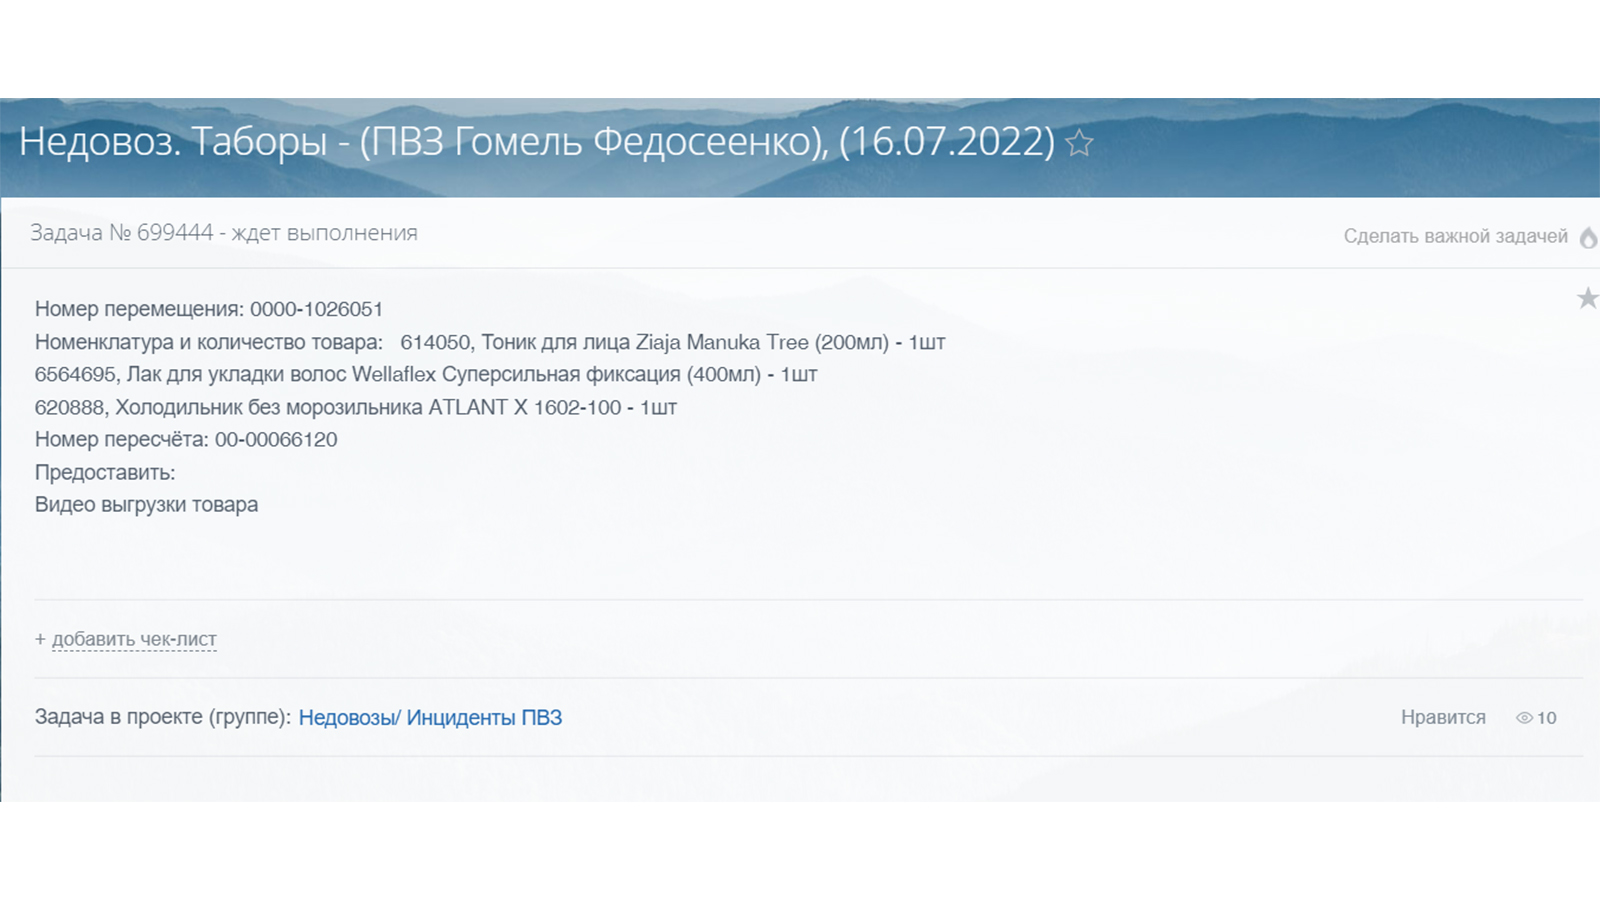 Недовоз. Таборы - (ПВЗ Гомель Федосеенко), (16.07.2022)
Задача № 699444 - ждет выполнения
Сделать важной задачей
Номер перемещения: 0000-1026051
Номенклатура и количество товара: 614050, Тоник для лица Ziaja Manuka Tree (200мл) - 1шт
6564695, Лак для укладки волос Wellaflex Суперсильная фиксация (400мл) - 1шт
620888, Холодильник без морозильника ATLANT X 1602-100 - 1шт
Номер пересчёта: 00-00066120
Предоставить:
Видео выгрузки товара
+ добавить чек-лист
Задача в проекте (группе): Недовозы/ Инциденты ПВЗ
Нравится 10